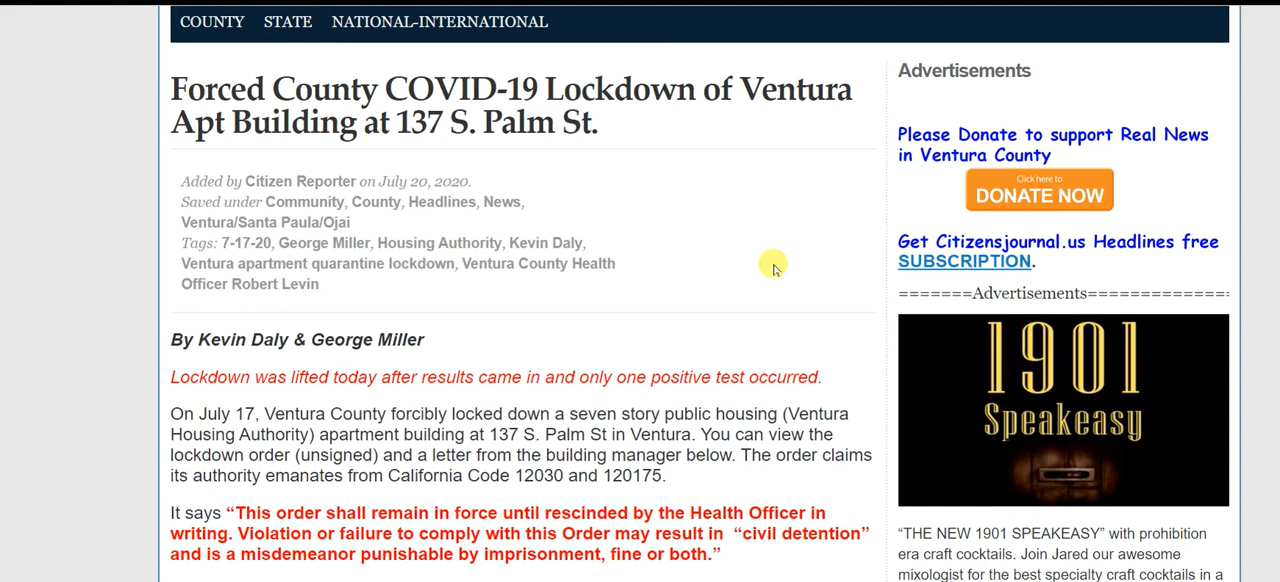 COUNTY STATE NATIONAL-INTERNATIONAL
Forced County COVID-19 Lockdown of Ventura
Apt Building at 137 S. Palm St.
Added by Citizen Reporter on July 20, 2020.
Saved under Community, County, Headlines, News,
Ventura/Santa Paula/Ojai
Tags: 7-17-20, George Miller, Housing Authority, Kevin Daly,
Ventura apartment quarantine lockdown, Ventura County Health
Officer Robert Levin
By Kevin Daly & George Miller
Lockdown was lifted today after results came in and only one positive test occurred.
On July 17, Ventura County forcibly locked down a seven story public housing (Ventura
Housing Authority) apartment building at 137 S. Palm St in Ventura. You can view the
lockdown order (unsigned) and a letter from the building manager below. The order claims
its authority emanates from California Code 12030 and 120175.
It says “This order shall remain in force until rescinded by the Health Officer in
writing. Violation or failure to comply with this Order may result in “civil detention”
and is a misdemeanor punishable by imprisonment, fine or both.”
Advertisements
Please Donate to support Real News
in Ventura County
Click here to
DONATE NOW
Get Citizensjournal.us Headlines free
SUBSCRIPTION.
=======Advertisements============:
1901
Speakeasy
“THE NEW 1901 SPEAKEASY” with prohibition
era craft cocktails. Join Jared our awesome
mixologist for the best specialty craft cocktails in a